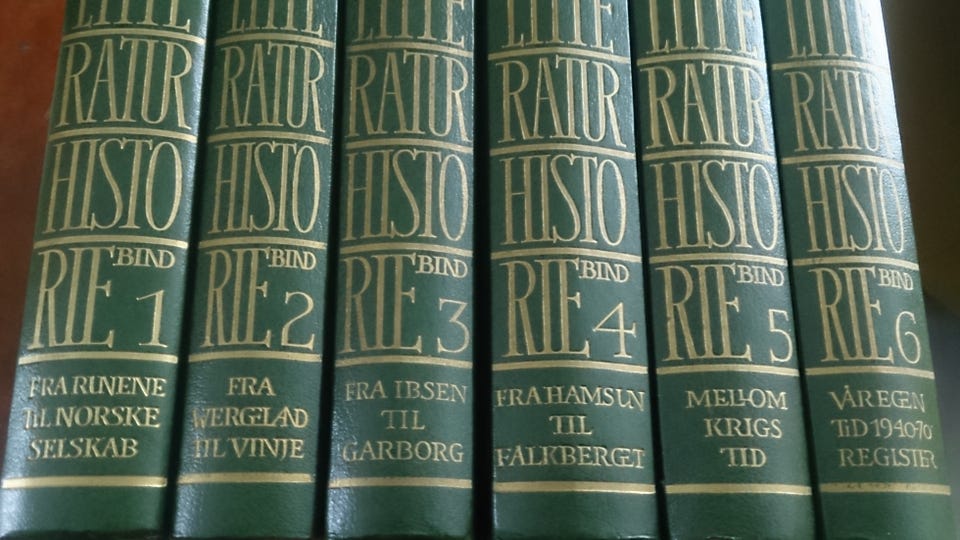 LITTE
RATUR
HISTO
RIE BIND 1
FRA RUNENE
TIL NORSKE
SELSKAB
LITTE
RATUR
HISTO
RIE BIND 2
FRA
WERGELAND
TIL VINJE
LITTE
RATUR
HISTO
RIE BIND 3
FRA IBSEN
TIL
GARBORG
LITTE
RATUR
HISTO
RIE BIND 4
FRA HAMSUN
TIL
FALKBERGET
LITTE
RATUR
HISTO
RIE BIND 5
MELLOM
KRIGS
TID
LITTE
RATUR
HISTO
RIE BIND 6
VÅR EGEN
TID 1940-70
REGISTER